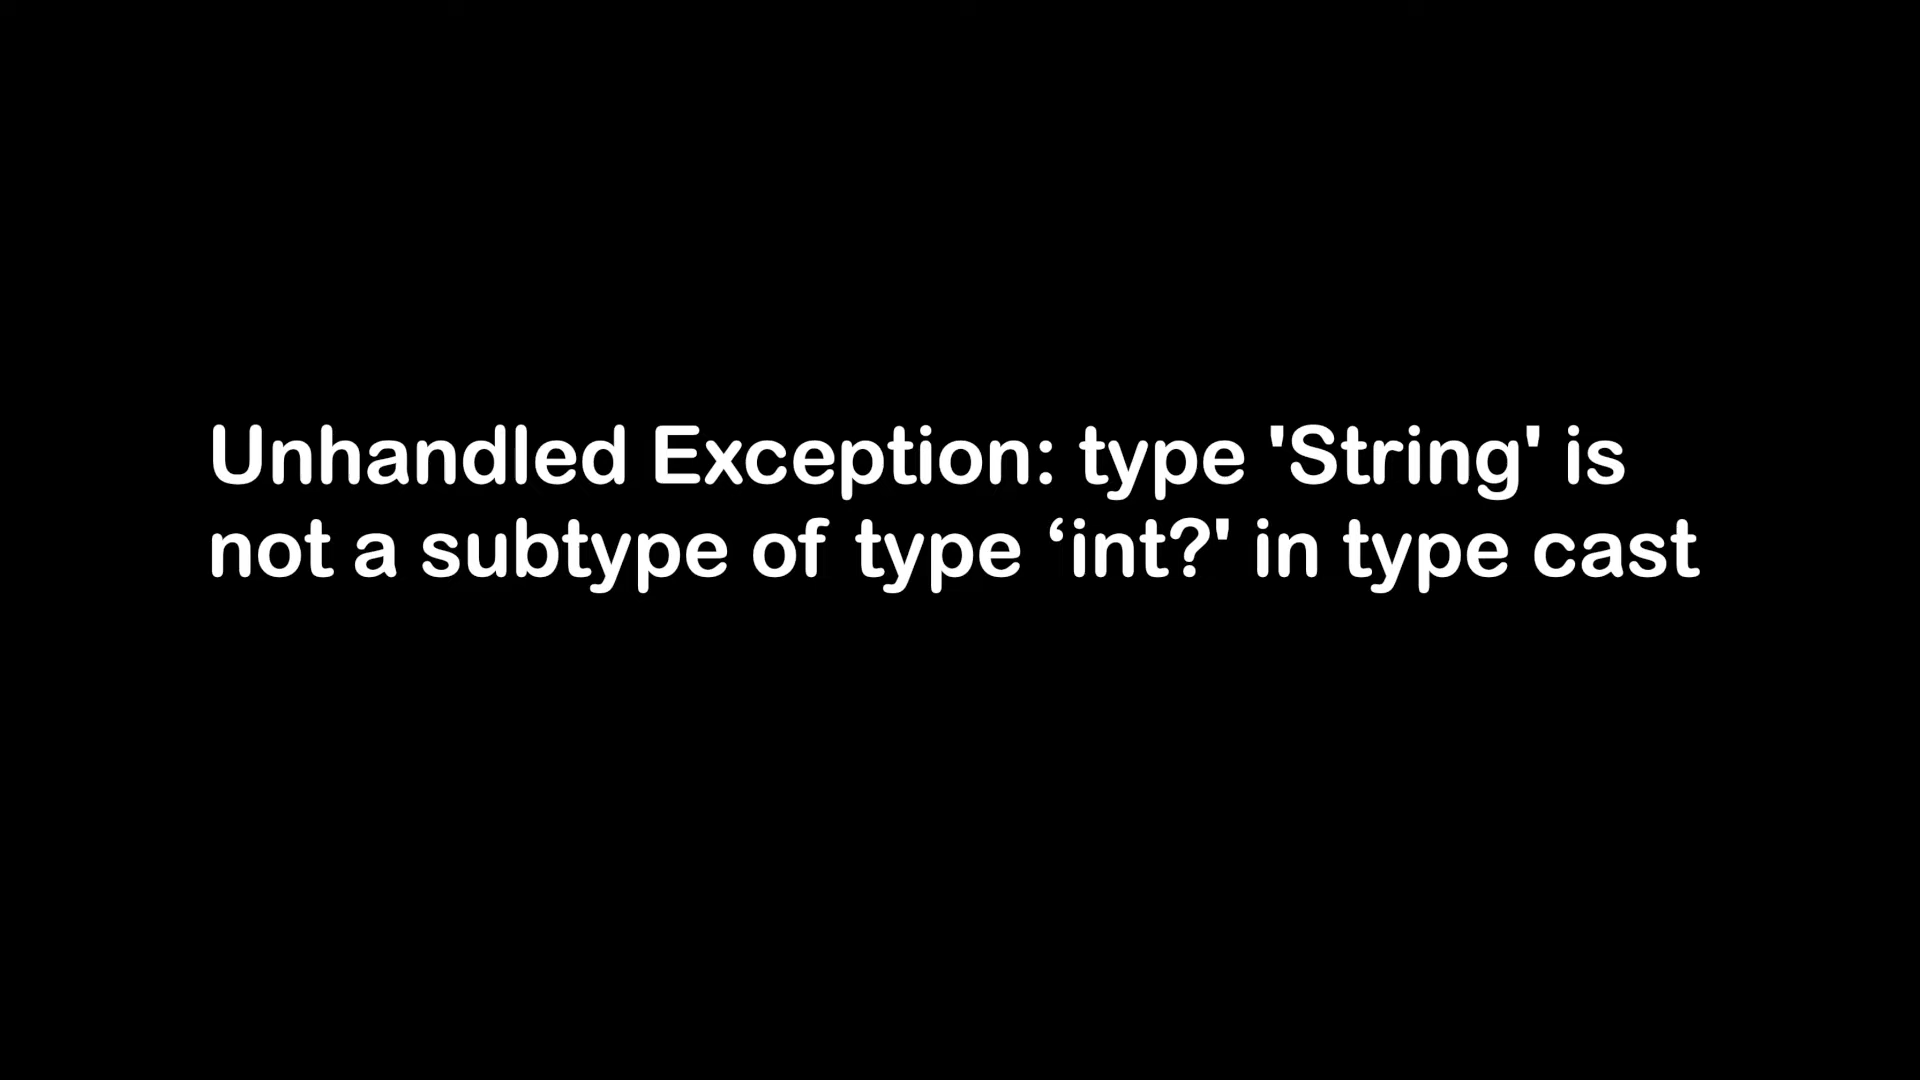 Unhandled Exception: type 'String' is
not a subtype of type ‘int?' in type cast